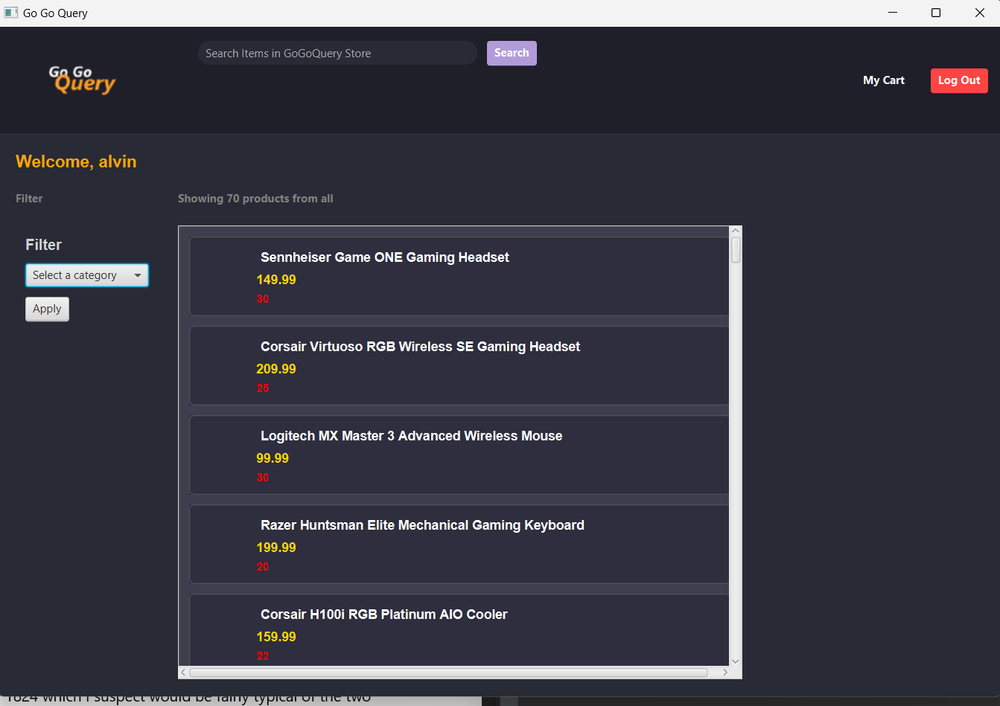 Go Go Query
Search Items in GoGoQuery Store
Search
Go Go
Query
My Cart
Log Out
Welcome, alvin
Filter
Showing 70 products from all
Filter
Select a category
Apply
Sennheiser Game ONE Gaming Headset
149.99
30
Corsair Virtuoso RGB Wireless SE Gaming Headset
209.99
25
Logitech MX Master 3 Advanced Wireless Mouse
99.99
30
Razer Huntsman Elite Mechanical Gaming Keyboard
199.99
20
Corsair H100i RGB Platinum AIO Cooler
159.99
22
1824 which I suspect would be fairly typical of the two